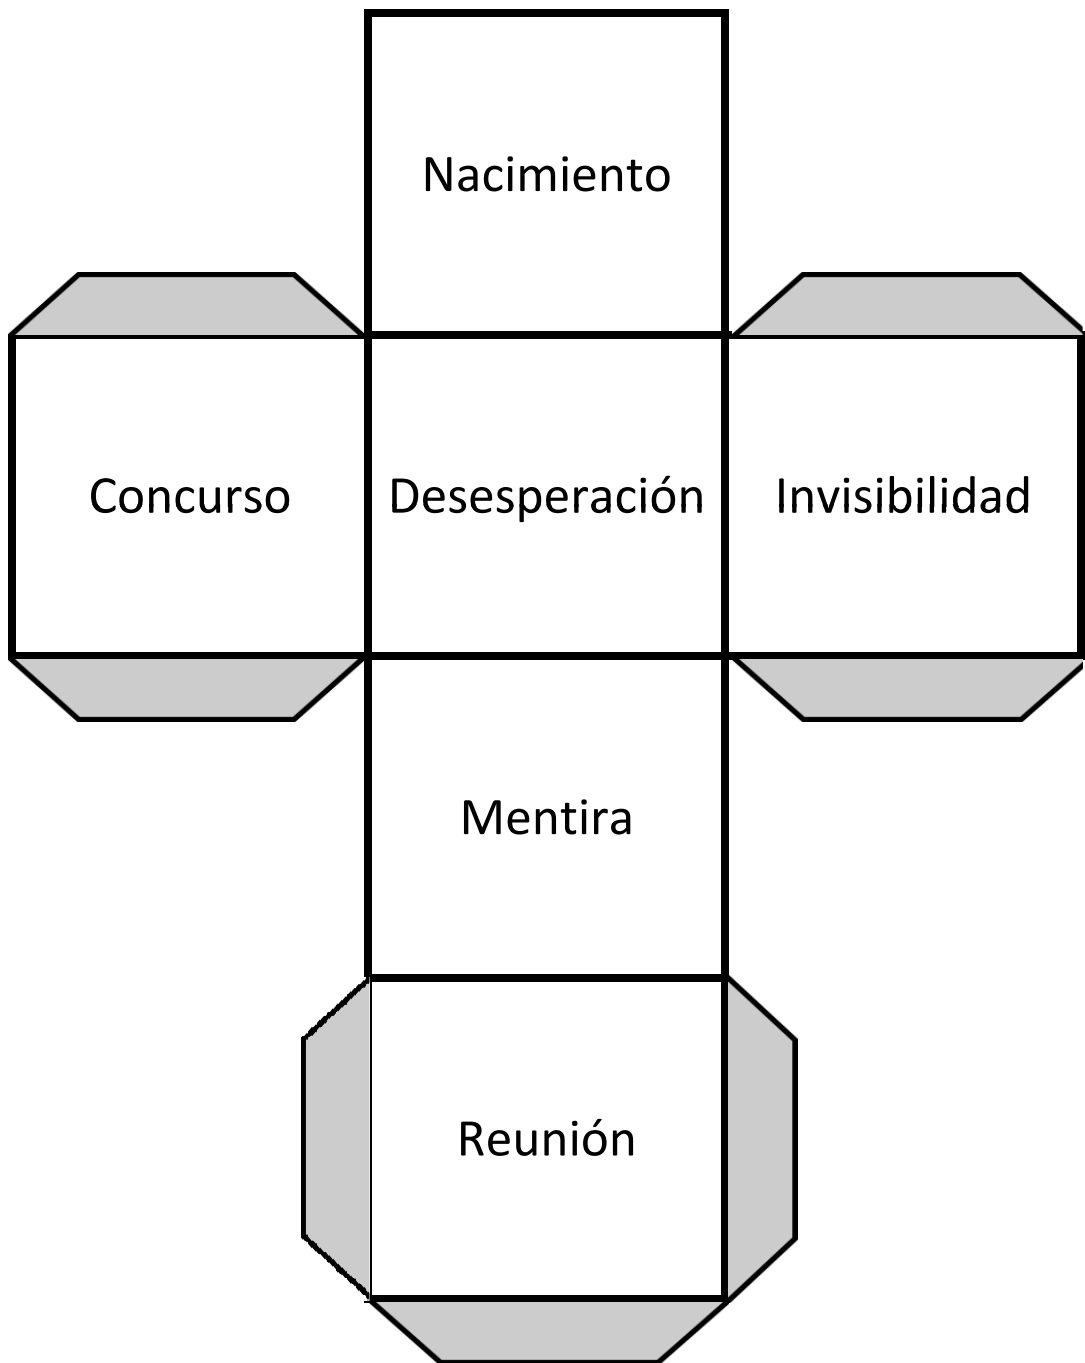 Nacimiento
Concurso
Desesperación
Invisibilidad
Mentira
Reunión